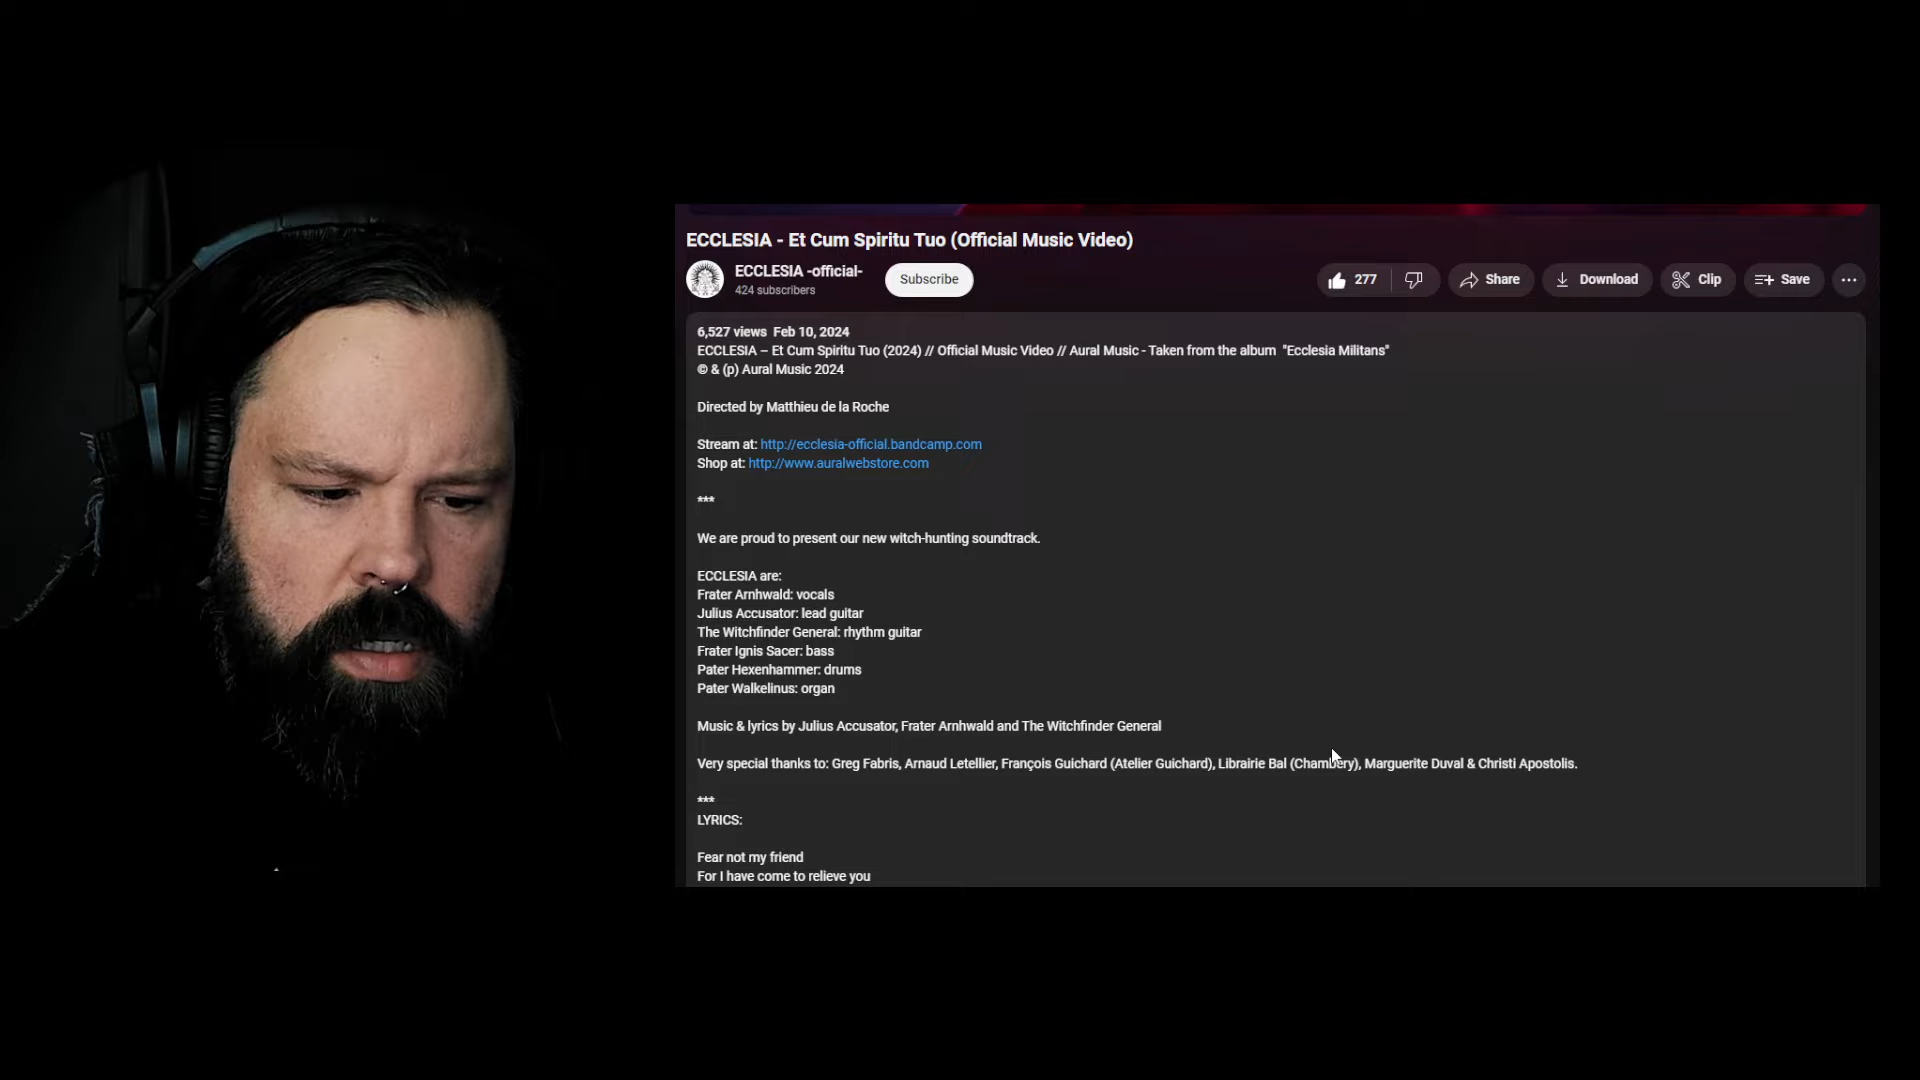 ECCLESIA - Et Cum Spiritu Tuo (Official Music Video)
ECCLESIA -official-
424 subscribers
Subscribe
277
Share
Download
Clip
Save
6,527 views Feb 10, 2024
ECCLESIA – Et Cum Spiritu Tuo (2024) // Official Music Video // Aural Music - Taken from the album "Ecclesia Militans"
© & (p) Aural Music 2024
Directed by Matthieu de la Roche
Stream at: http://ecclesia-official.bandcamp.com
Shop at: http://www.auralwebstore.com
***
We are proud to present our new witch-hunting soundtrack.
ECCLESIA are:
Frater Arnhwald: vocals
Julius Accusator: lead guitar
The Witchfinder General: rhythm guitar
Frater Ignis Sacer: bass
Pater Hexenhammer: drums
Pater Walkelinus: organ
Music & lyrics by Julius Accusator, Frater Arnhwald and The Witchfinder General
Very special thanks to: Greg Fabris, Arnaud Letellier, François Guichard (Atelier Guichard), Librairie Bal (Chambery), Marguerite Duval & Christi Apostolis.
***
LYRICS:
Fear not my friend
For I have come to relieve you